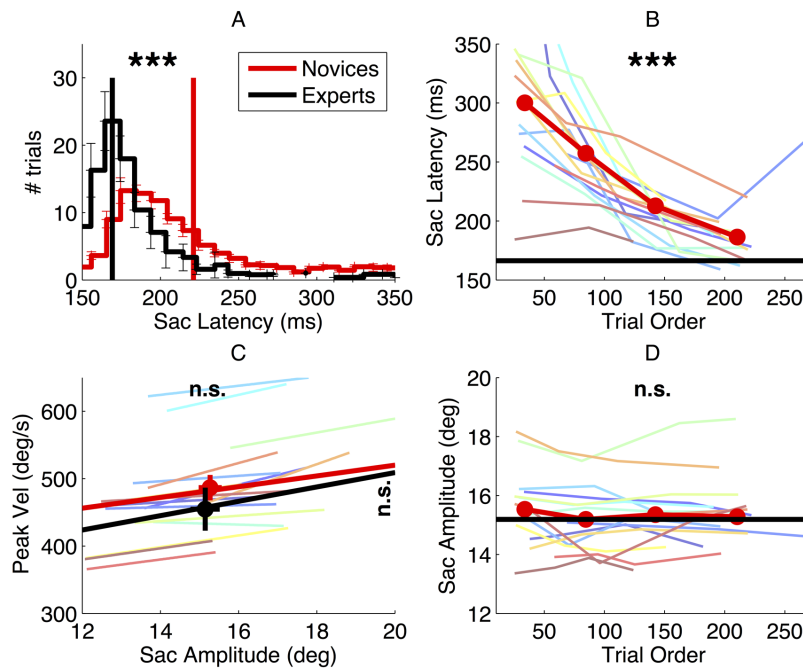 A
***
Novices
Experts
30
20
10
0
# trials
150 200 250 300 350
Sac Latency (ms)
B
***
350
300
250
200
150
Sac Latency (ms)
50 100 150 200 250
Trial Order
C
n.s.
n.s.
600
500
400
300
Peak Vel (deg/s)
12 14 16 18 20
Sac Amplitude (deg)
D
n.s.
20
18
16
14
12
Sac Amplitude (deg)
50 100 150 200 250
Trial Order